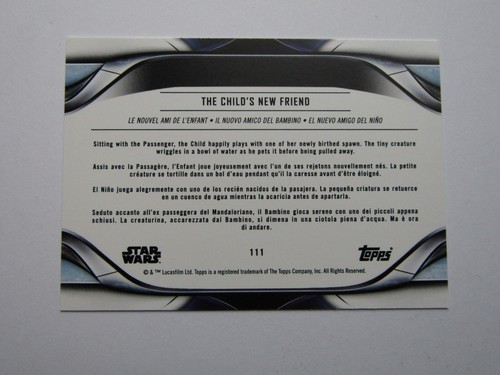 THE CHILD'S NEW FRIEND
LE NOUVEL AMI DE L'ENFANT • IL NUOVO AMICO DEL BAMBINO • EL NUEVO AMIGO DEL NIÑO
Sitting with the Passenger, the Child happily plays with one of her newly birthed spawn. The tiny creature
wriggles in a bowl of water as he pets it before being pulled away.
Assis avec la Passagère, l'Enfant joue joyeusement avec l'un de ses rejetons nouvellement nés. La petite
créature se tortille dans un bol d'eau pendant qu'il la caresse avant d'être éloigné.
El Niño juega alegremente con uno de los recién nacidos de la pasajera. La pequeña criatura se retuerce
en un cuenco de agua mientras la acaricia antes de apartarla.
Seduto accanto all'ex passeggera del Mandaloriano, il Bambino gioca sereno con uno dei piccoli appena
schiusi. La creaturina, accarezzata dal Bambino, si dimena in una ciotola piena d'acqua. Ma è ora
di andare.
STAR
WARS
111
Topps
© & ™ Lucasfilm Ltd. Topps is a registered trademark of The Topps Company, Inc. All Rights Reserved.